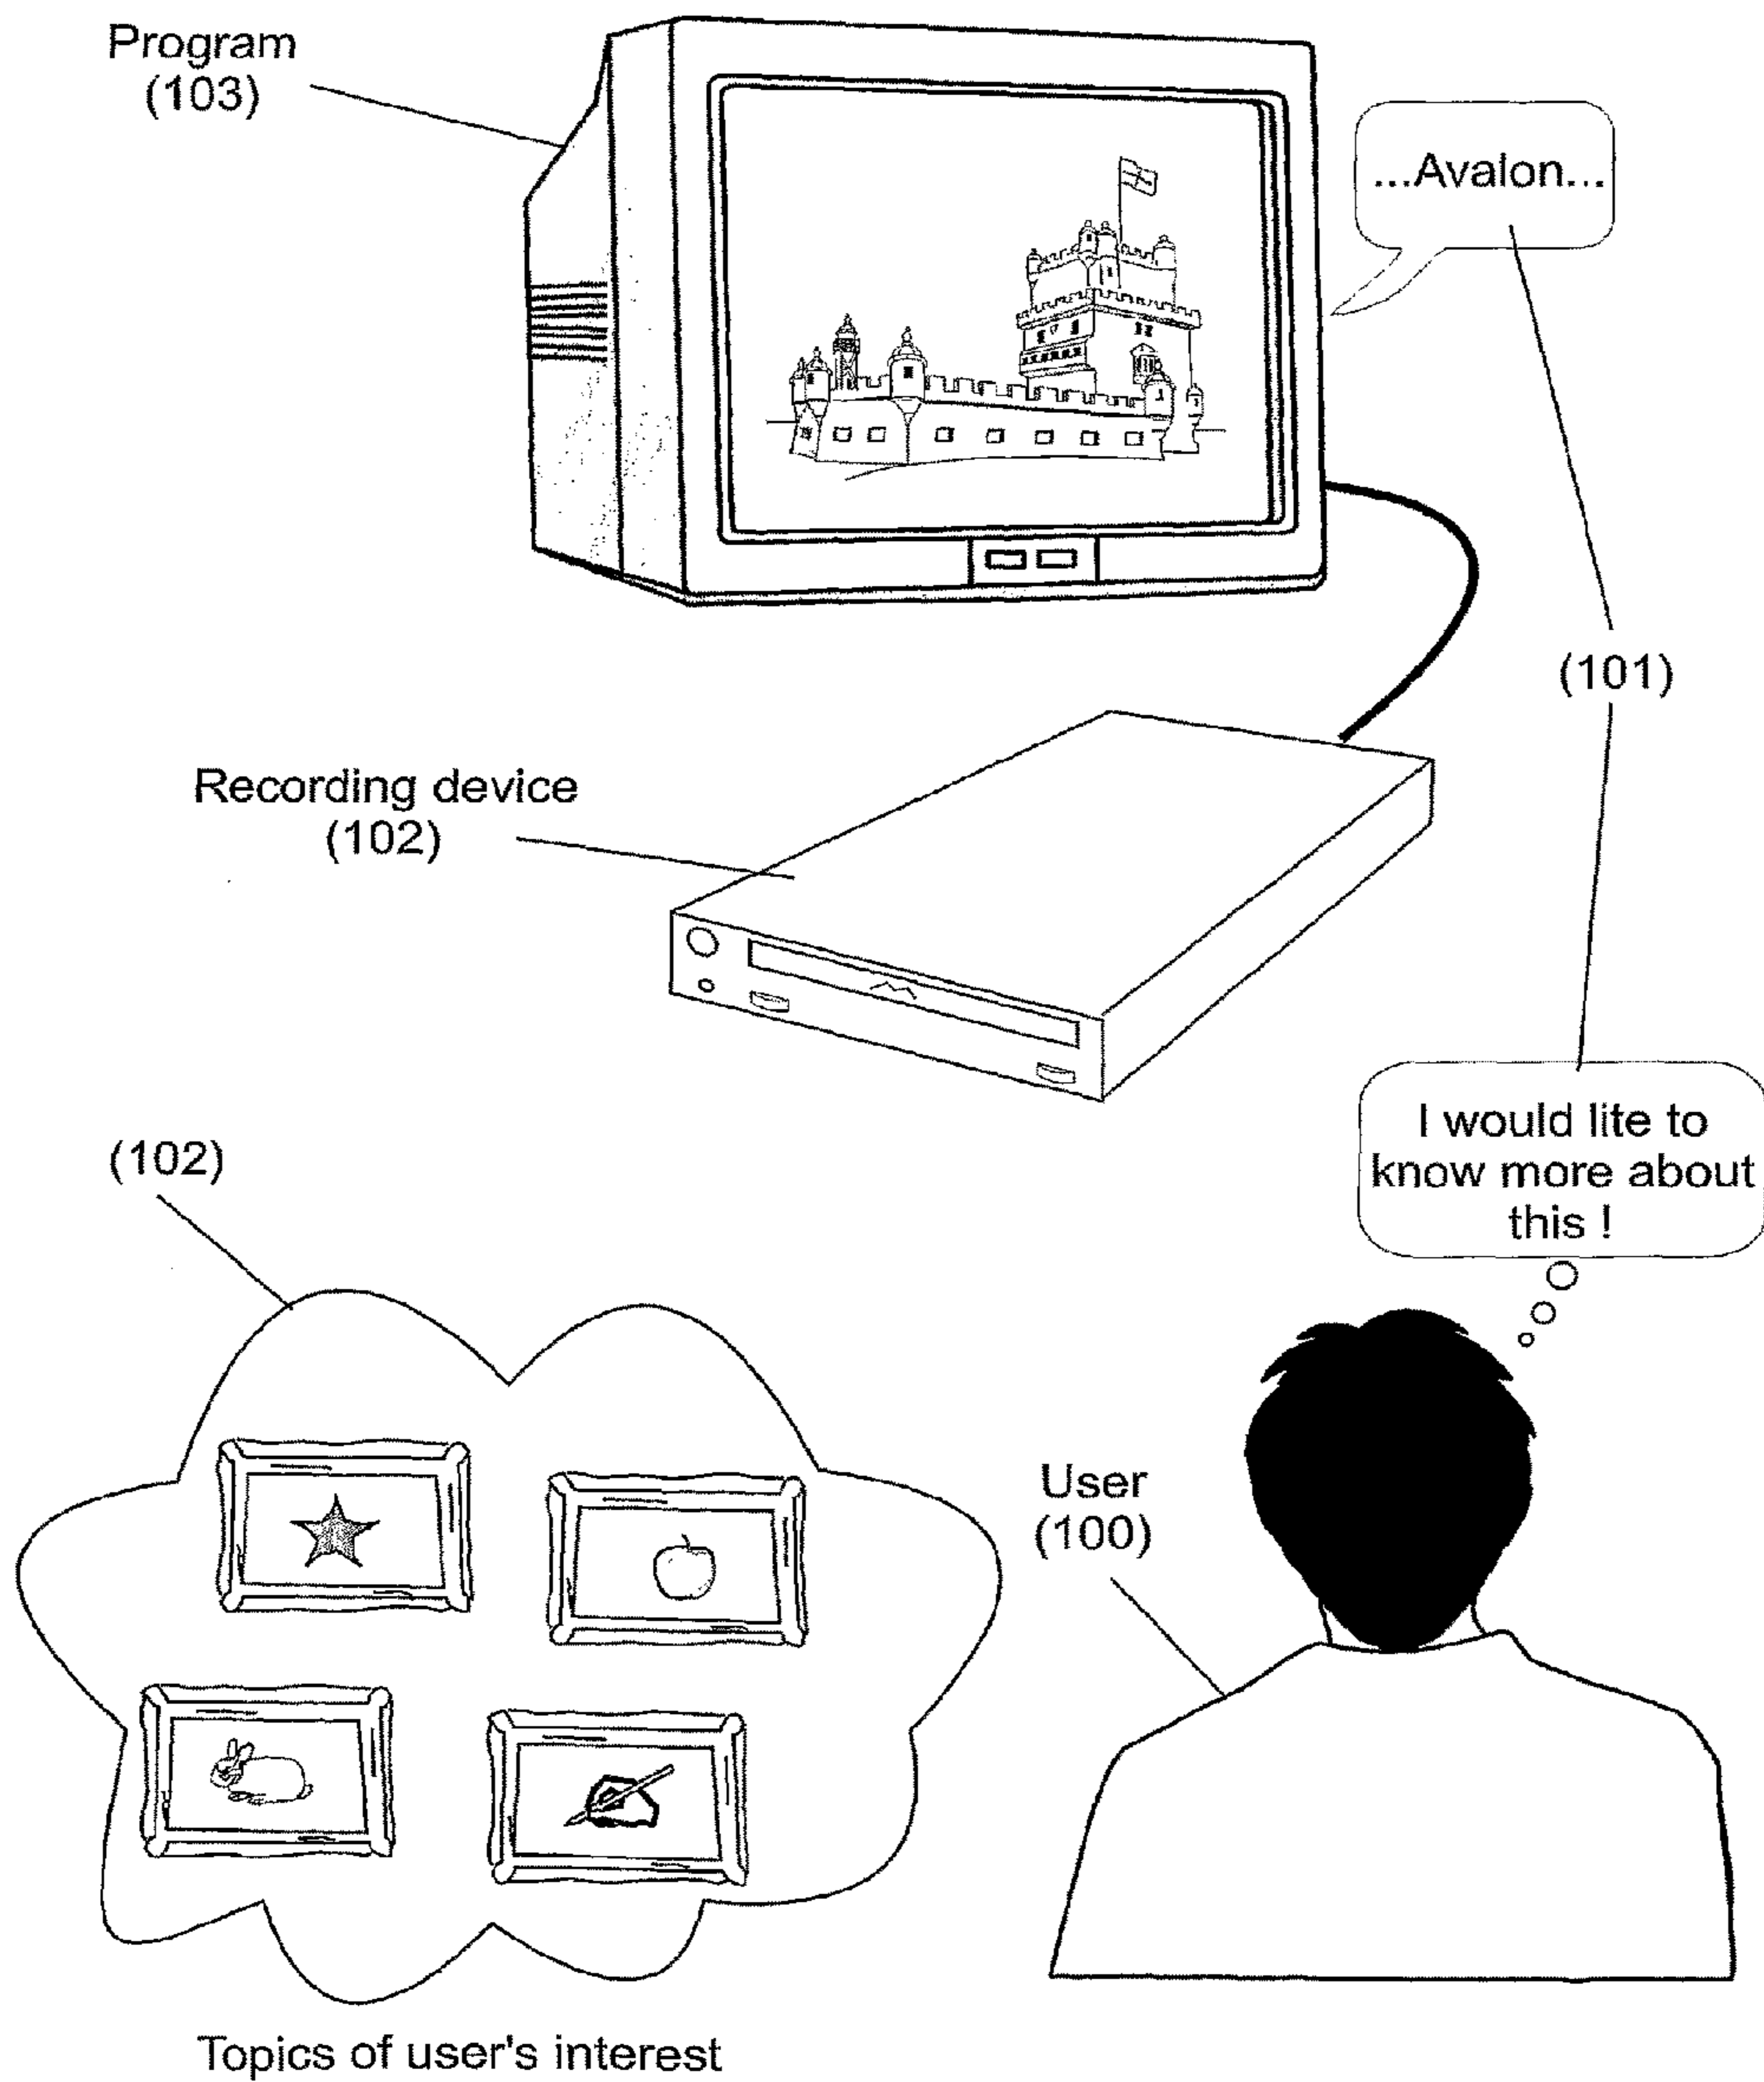 Program
(103)
...Avalon...
(101)
Recording device
(102)
I would lite to
know more about
this !
(102)
User
(100)
Topics of user's interest